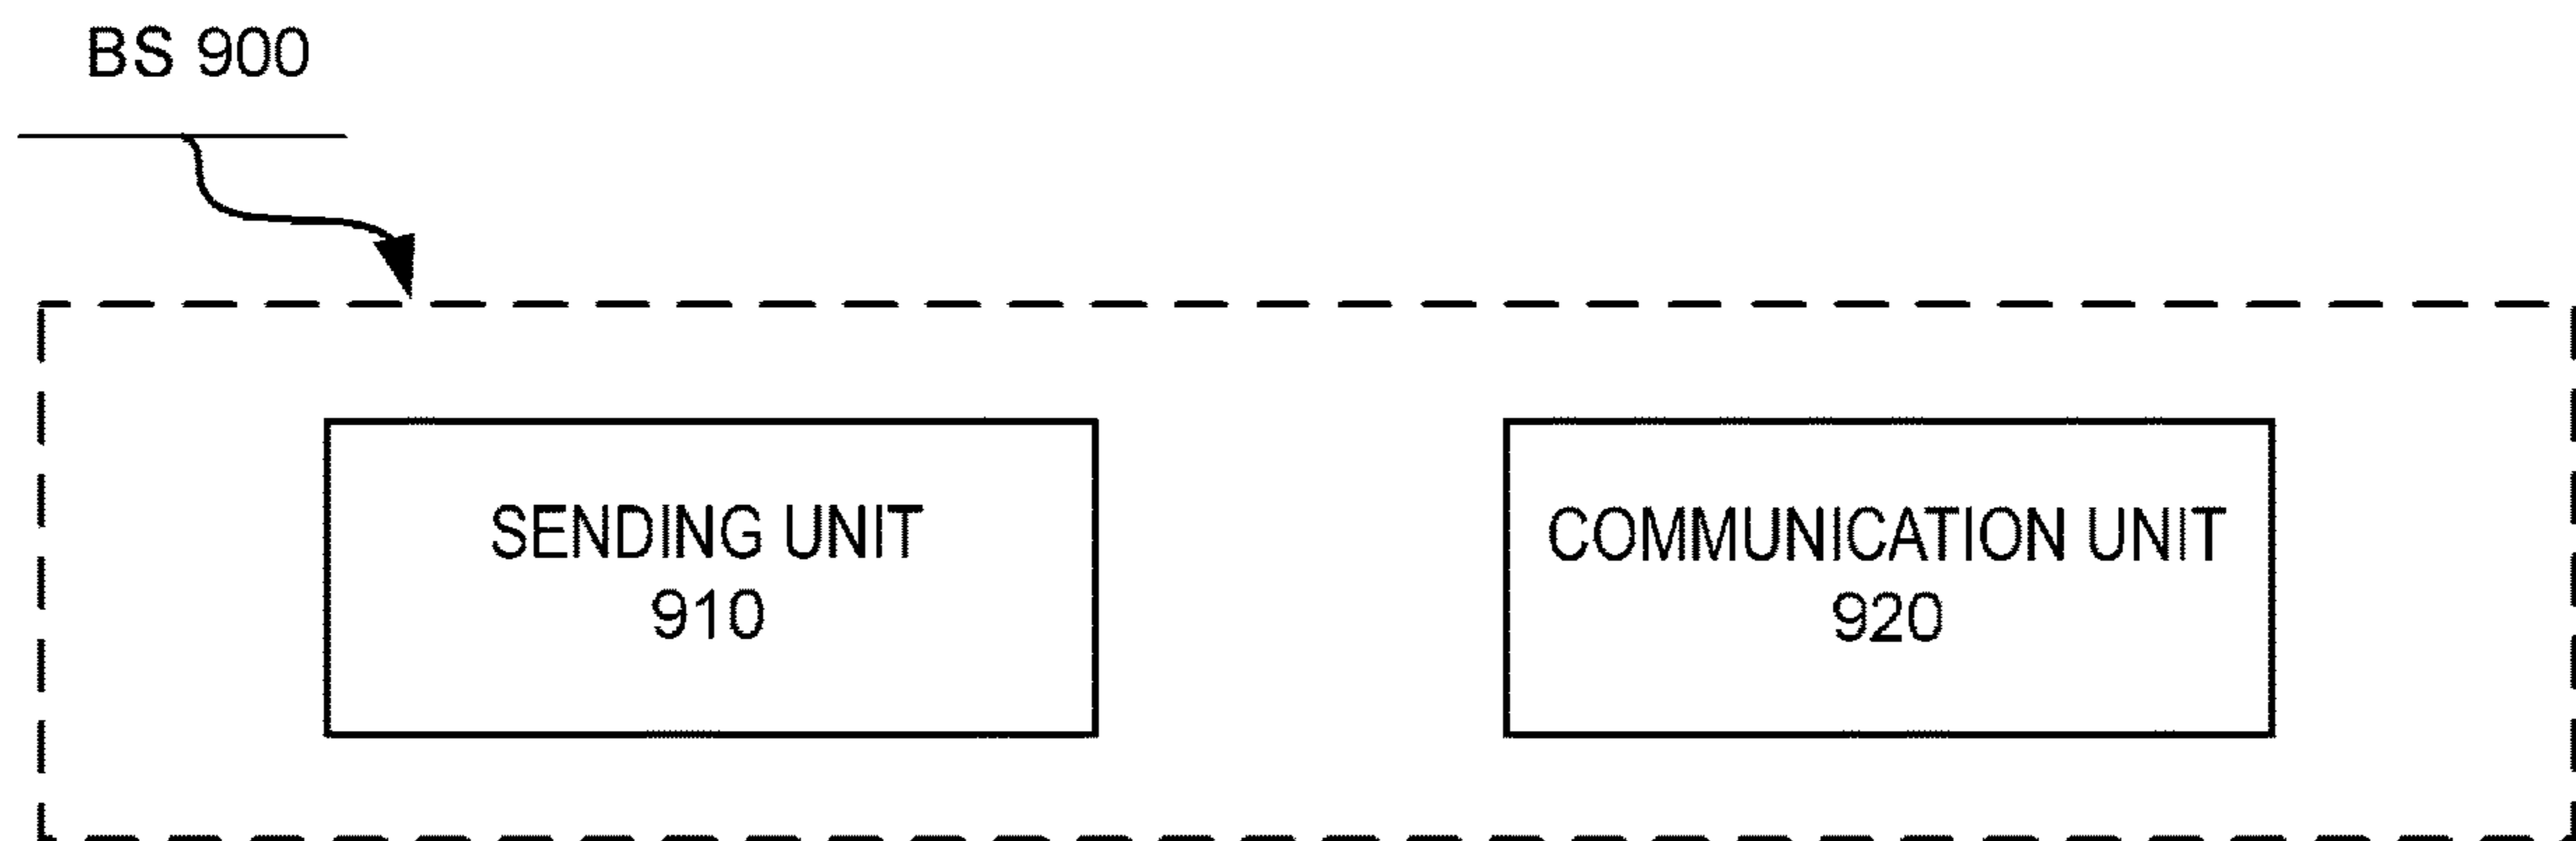 BS 900
SENDING UNIT
910
COMMUNICATION UNIT
920